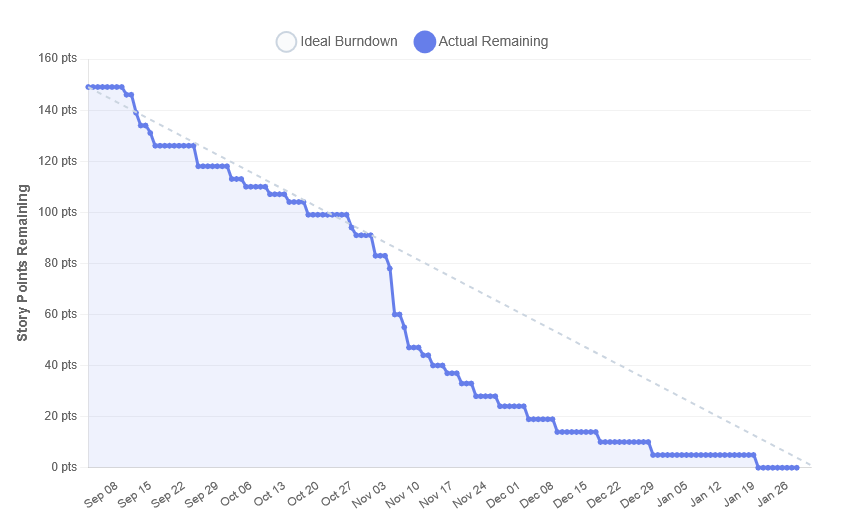 Ideal Burndown
Actual Remaining
160 pts
140 pts
120 pts
100 pts
80 pts
60 pts
40 pts
20 pts
0 pts
Story Points Remaining
Sep 08
Sep 15
Sep 22
Sep 29
Oct 06
Oct 13
Oct 20
Oct 27
Nov 03
Nov 10
Nov 17
Nov 24
Dec 01
Dec 08
Dec 15
Dec 22
Dec 29
Jan 05
Jan 12
Jan 19
Jan 26